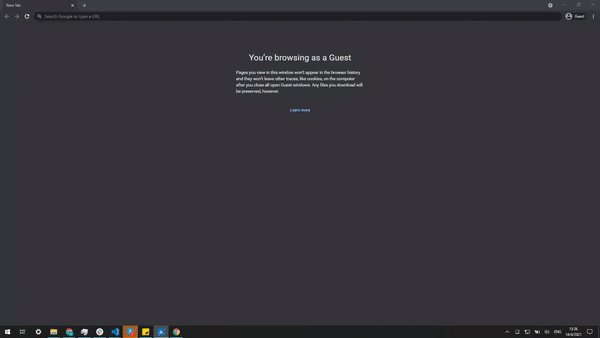 New Tab
Search Google or type a URL
Guest
You're browsing as a Guest
Pages you view in this window won't appear in the browser history
and they won't leave other traces, like cookies, on the computer
after you close all open Guest windows. Any files you download will
be preserved, however.
Learn more
ENG
13:58
16/6/2021